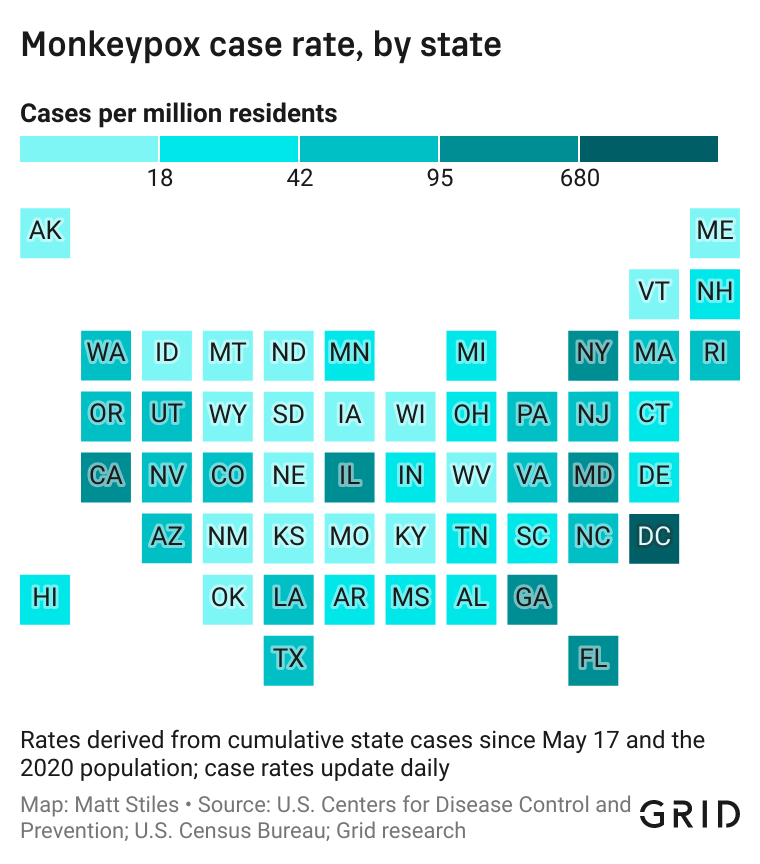 Monkeypox case rate, by state
Cases per million residents
18 42 95 680
AK ME
VT NH
WA ID MT ND MN MI NY MA RI
OR UT WY SD IA WI OH PA NJ CT
CA NV CO NE IL IN WV VA MD DE
AZ NM KS MO KY TN SC NC DC
HI OK LA AR MS AL GA
TX FL
Rates derived from cumulative state cases since May 17 and the
2020 population; case rates update daily
Map: Matt Stiles • Source: U.S. Centers for Disease Control and
Prevention; U.S. Census Bureau; Grid research
GRID